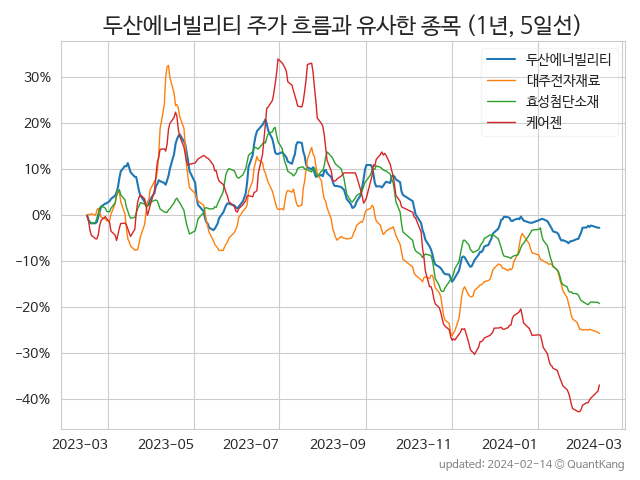 두산에너빌리티 주가 흐름과 유사한 종목 (1년, 5일선)
두산에너빌리티
대주전자재료
효성첨단소재
케어젠
30%
20%
10%
0%
−10%
−20%
−30%
−40%
2023−03 2023−05 2023−07 2023−09 2023−11 2024−01 2024−03
updated: 2024-02-14 © QuantKang